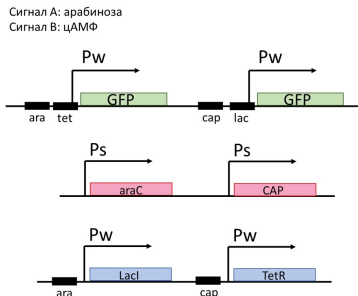 Сигнал А: арабиноза
Сигнал B: цАМФ
Pw Pw
GFP GFP
ara tet cap lac
Ps Ps
araC CAP
Pw Pw
LacI TetR
ara cap